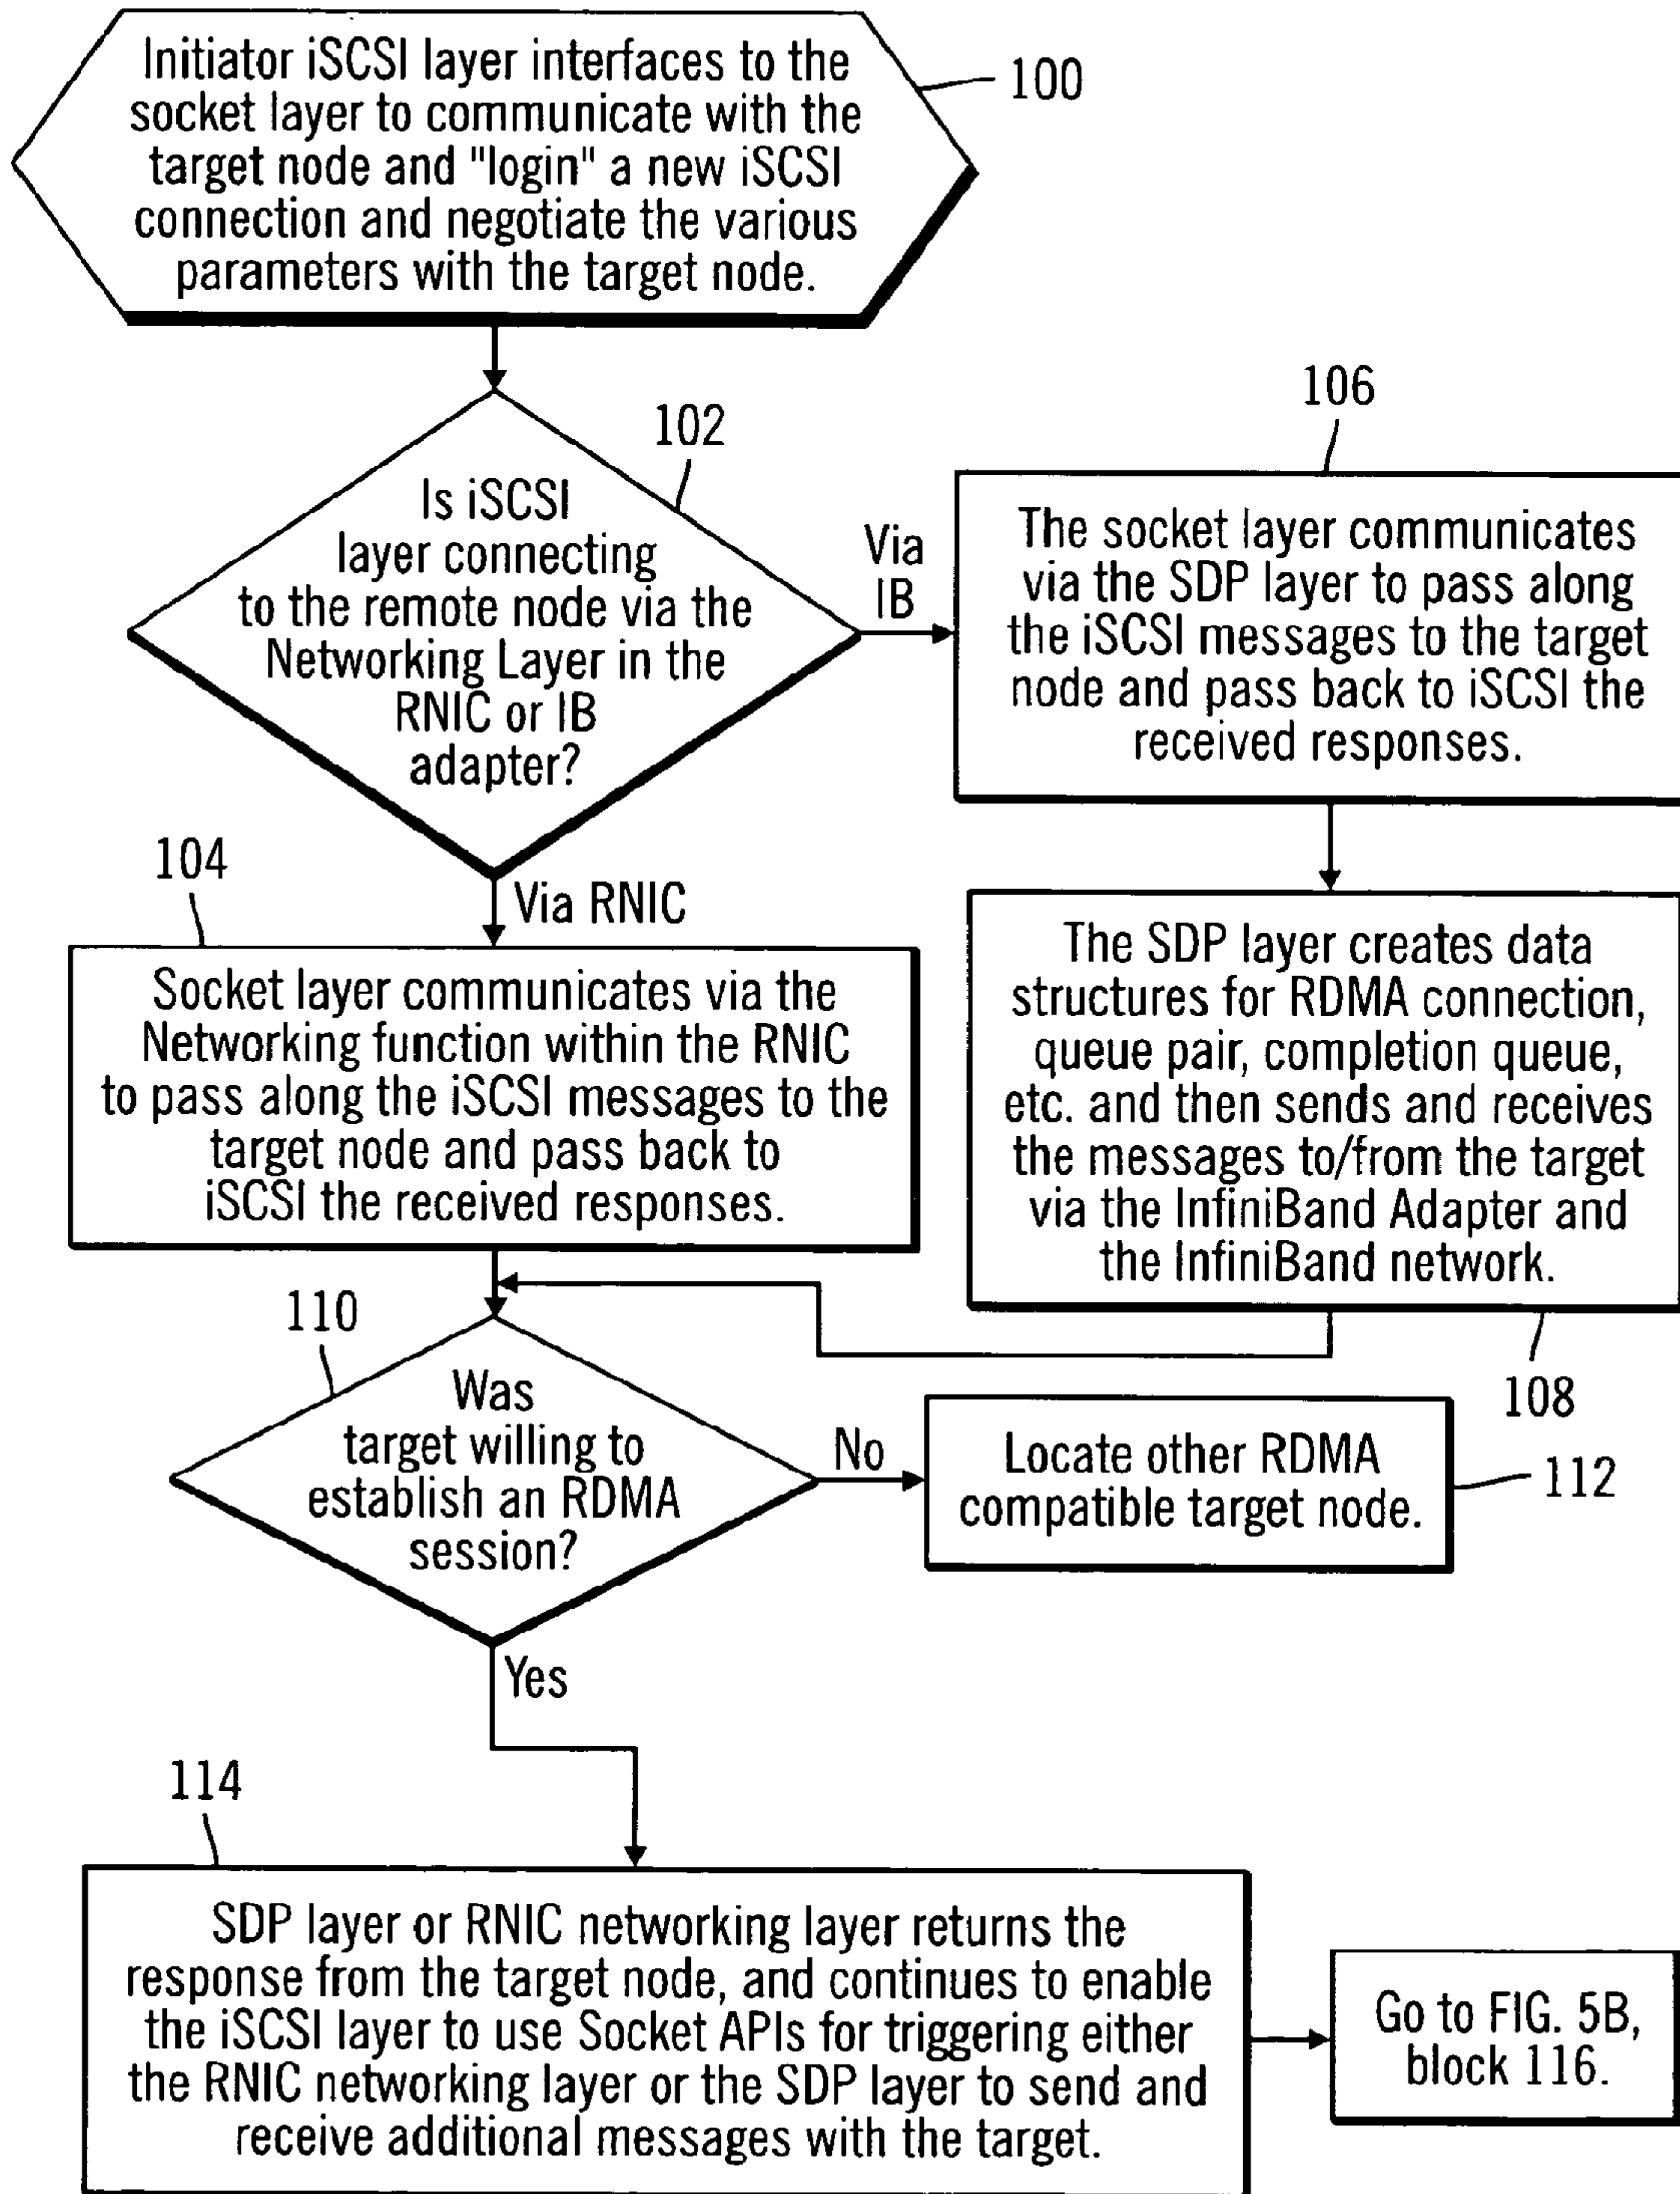 Initiator iSCSI layer interfaces to the
socket layer to communicate with the
target node and "login" a new iSCSI
connection and negotiate the various
parameters with the target node.
100
102
Is iSCSI
layer connecting
to the remote node via the
Networking Layer in the
RNIC or IB
adapter?
Via
IB
106
The socket layer communicates
via the SDP layer to pass along
the iSCSI messages to the target
node and pass back to iSCSI the
received responses.
104
Via RNIC
Socket layer communicates via the
Networking function within the RNIC
to pass along the iSCSI messages to the
target node and pass back to
iSCSI the received responses.
The SDP layer creates data
structures for RDMA connection,
queue pair, completion queue,
etc. and then sends and receives
the messages to/from the target
via the InfiniBand Adapter and
the InfiniBand network.
108
110
Was
target willing to
establish an RDMA
session?
No
Locate other RDMA
compatible target node.
112
Yes
114
SDP layer or RNIC networking layer returns the
response from the target node, and continues to enable
the iSCSI layer to use Socket APIs for triggering either
the RNIC networking layer or the SDP layer to send and
receive additional messages with the target.
Go to FIG. 5B,
block 116.